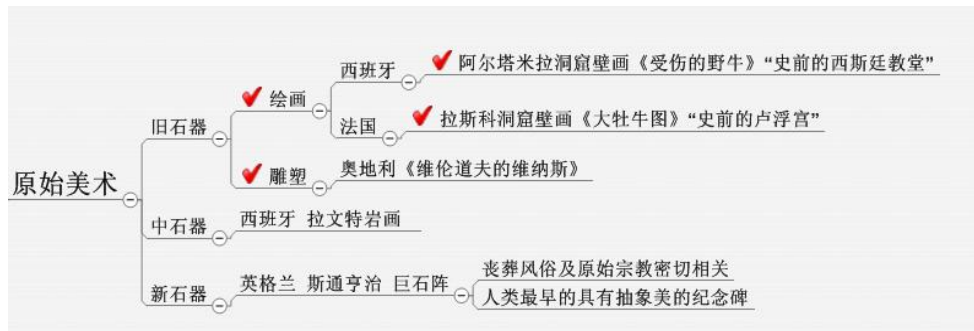 原始美术
旧石器
绘画
西班牙
阿尔塔米拉洞窟壁画《受伤的野牛》“史前的西斯廷教堂”
法国
拉斯科洞窟壁画《大牡牛图》“史前的卢浮宫”
雕塑
奥地利《维伦道夫的维纳斯》
中石器
西班牙 拉文特岩画
新石器
英格兰 斯通亨治 巨石阵
丧葬风俗及原始宗教密切相关
人类最早的具有抽象美的纪念碑